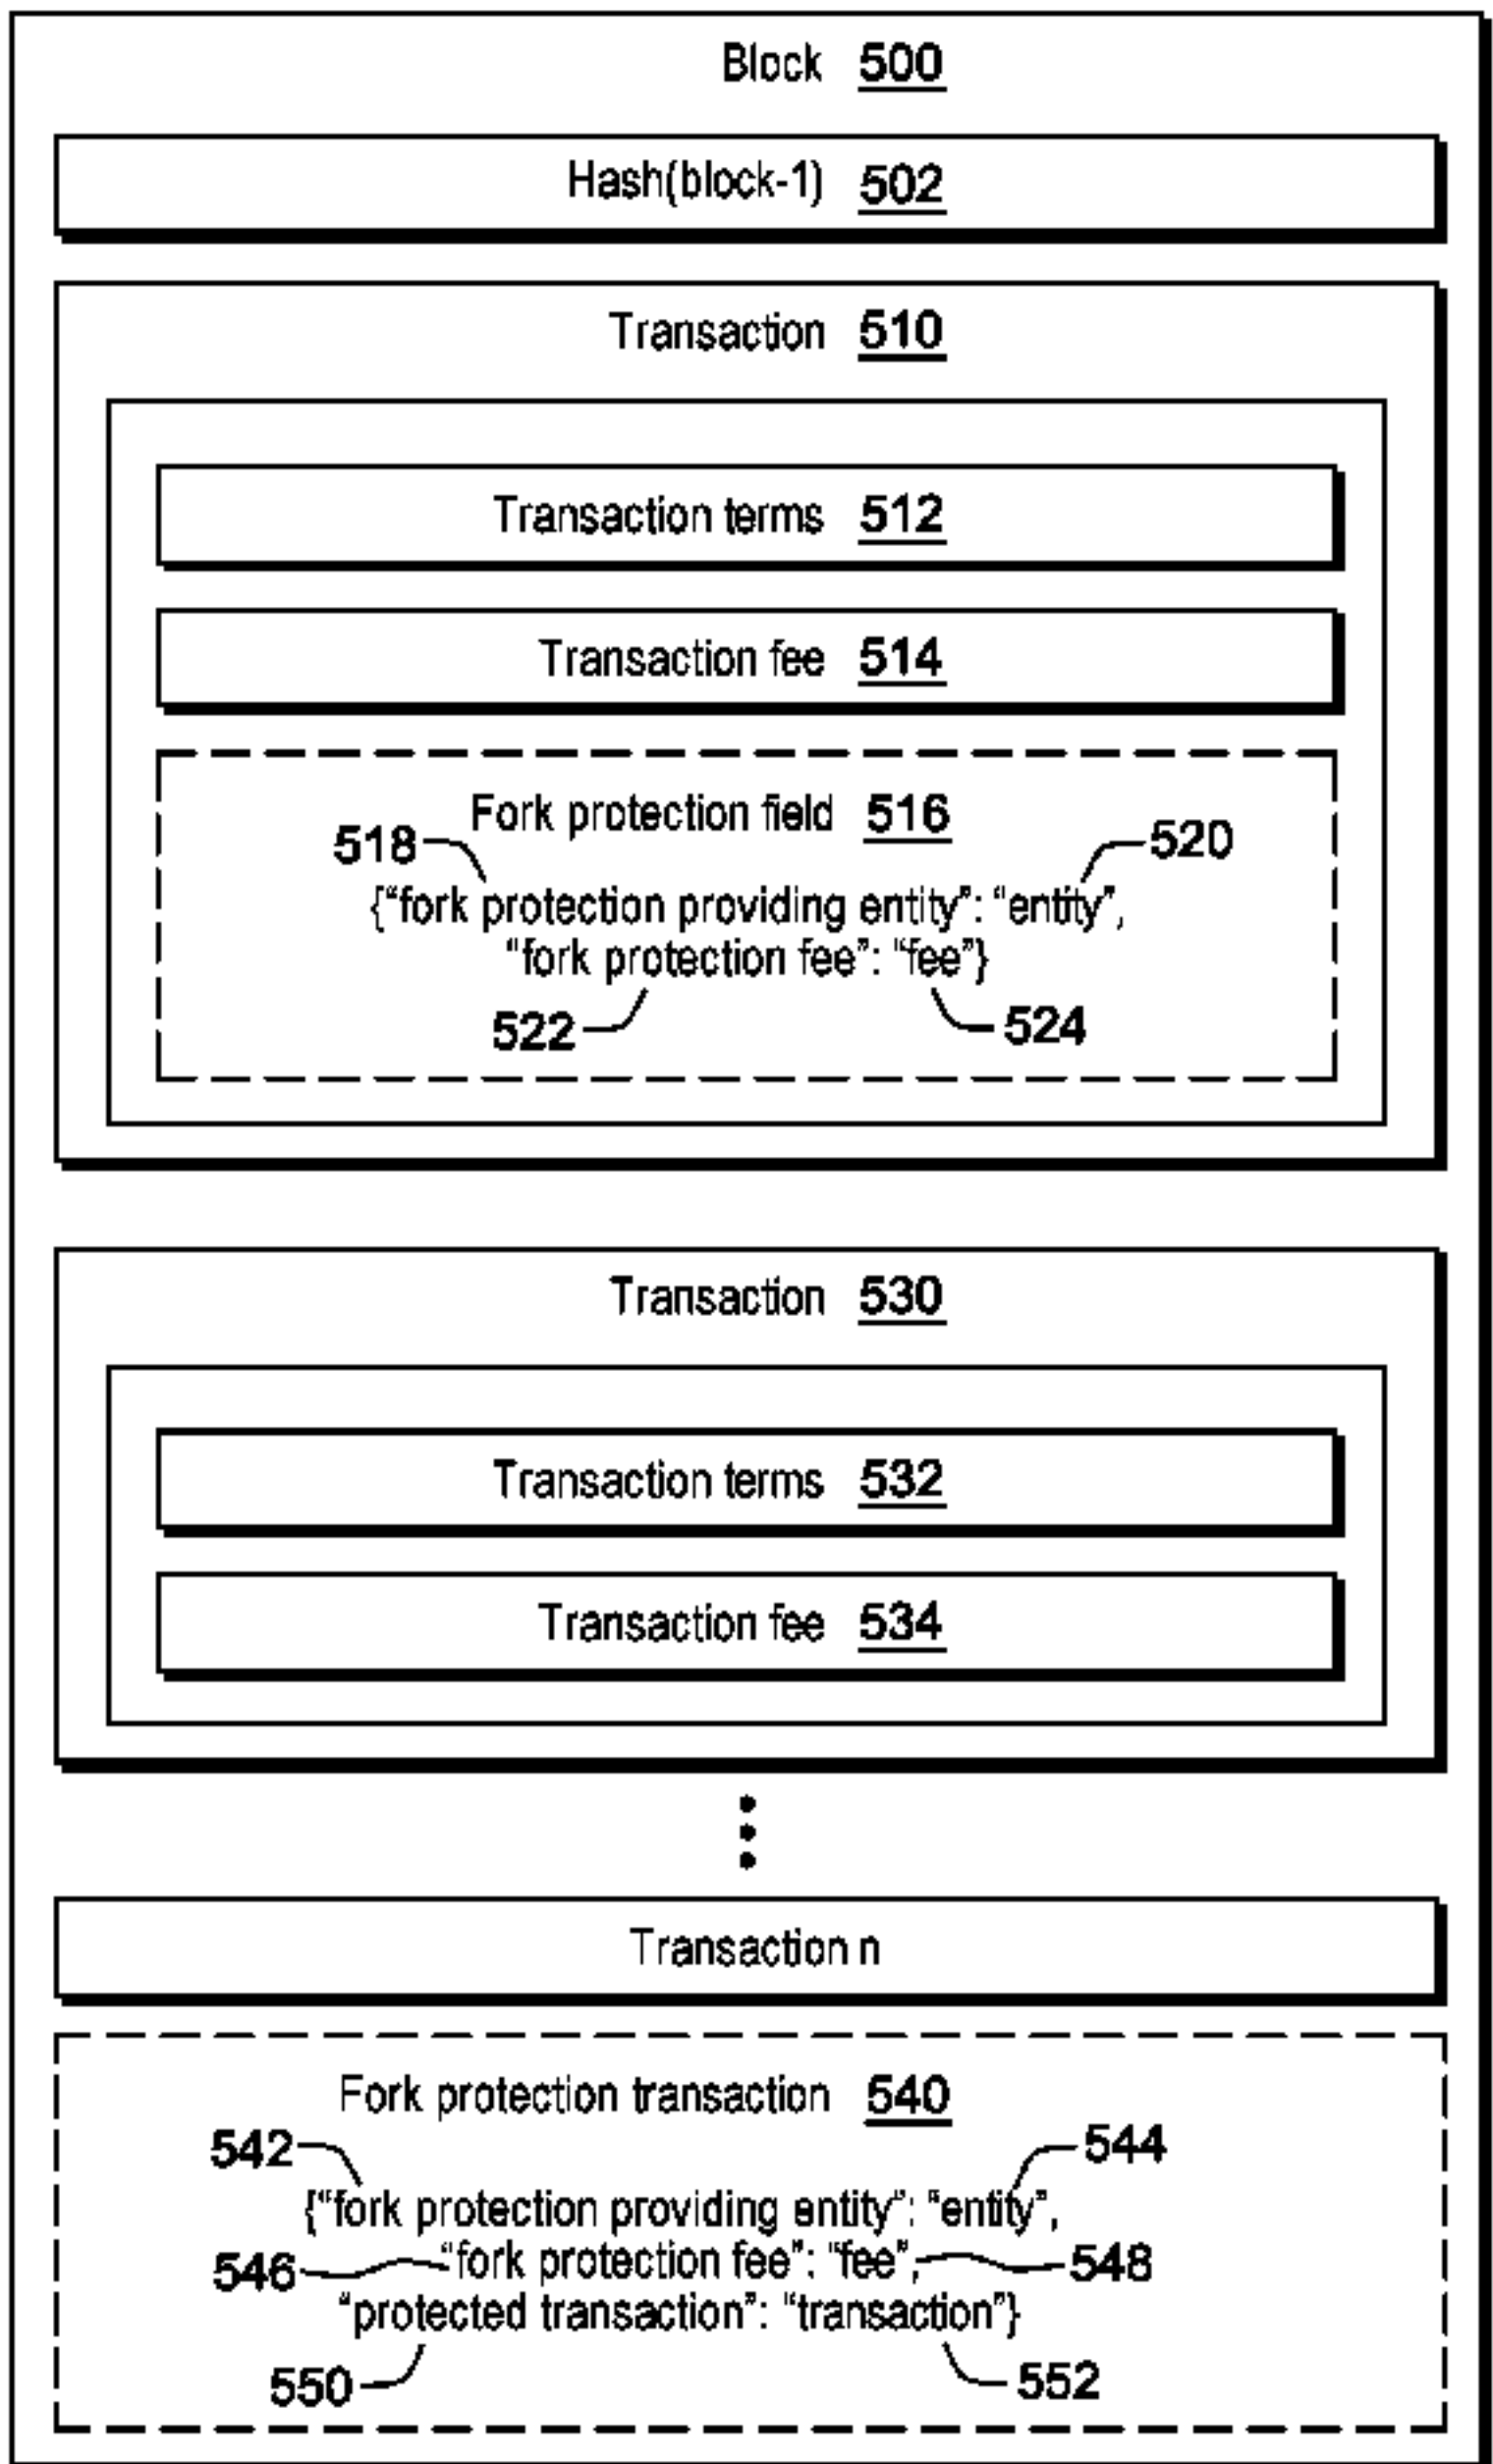 Block 500
Hash(block-1) 502
Transaction 510
Transaction terms 512
Transaction fee 514
Fork protection field 516
518
520
{“fork protection providing entity”: “entity”,
“fork protection fee”: “fee”}
522
524
Transaction 530
Transaction terms 532
Transaction fee 534
Transaction n
Fork protection transaction 540
542
544
{“fork protection providing entity”: “entity”,
546 “fork protection fee”: “fee”, 548
“protected transaction”: “transaction”}
550
552